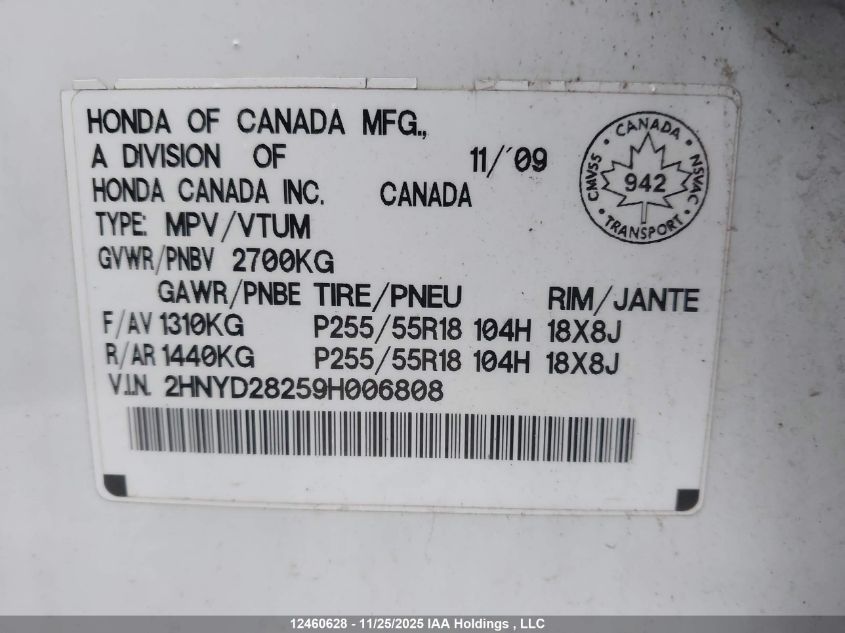 HONDA OF CANADA MFG.,
A DIVISION OF 11/´09
HONDA CANADA INC. CANADA
TYPE: MPV/VTUM
GVWR/PNBV 2700KG
GAWR/PNBE TIRE/PNEU RIM/JANTE
F/AV 1310KG P255/55R18 104H 18X8J
R/AR 1440KG P255/55R18 104H 18X8J
V.I.N. 2HNYD28259H006808
• CANADA •
CMVSS 942 NSVAC
• TRANSPORT •
12460628 - 11/25/2025 IAA Holdings , LLC